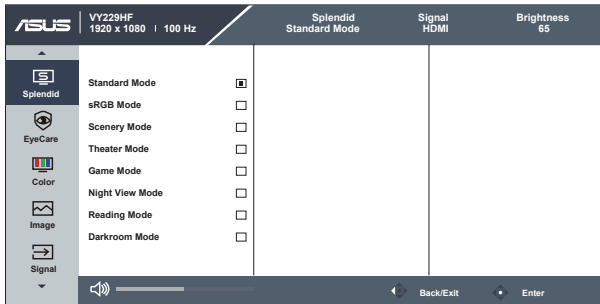 ASUS
VY229HF
1920 x 1080 | 100 Hz
Splendid
Standard Mode
Signal
HDMI
Brightness
65
S
Splendid
EyeCare
Color
Image
Signal
Standard Mode
sRGB Mode
Scenery Mode
Theater Mode
Game Mode
Night View Mode
Reading Mode
Darkroom Mode
Back/Exit
Enter